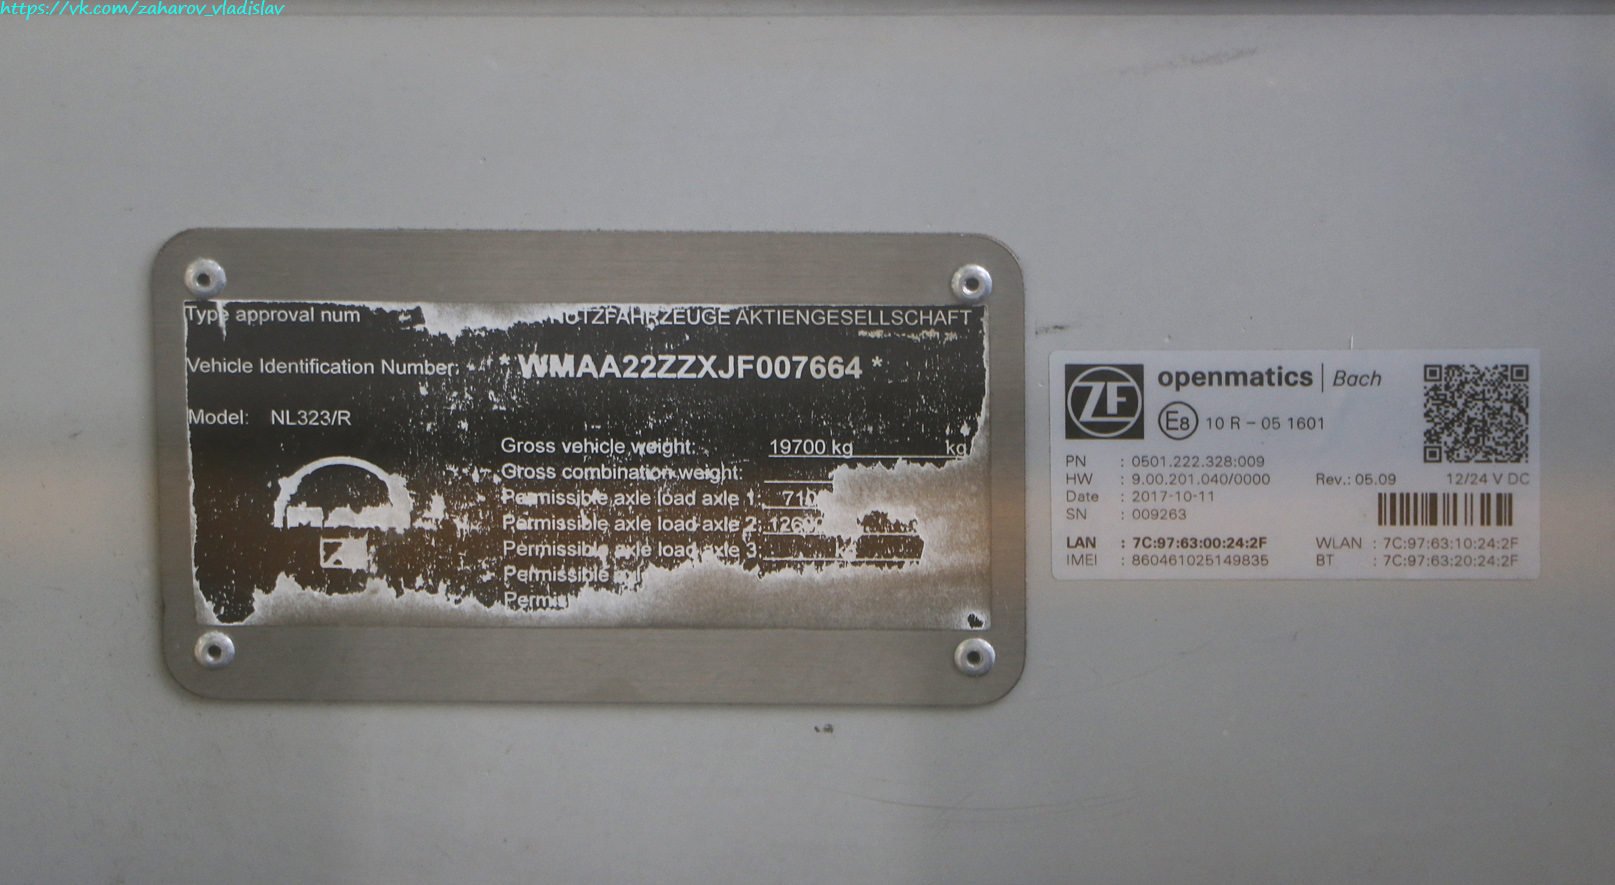 https://vk.com/zaharov_vladislav
Type approval num NUTZFAHRZEUGE AKTIENGESELLSCHAFT
Vehicle Identification Number: * WMAA22ZZXJF007664 *
Model: NL323/R
Gross vehicle weight: 19700 kg kg
Gross combination weight:
Permissible axle load axle 1:
Permissible axle load axle 2:
Permissible axle load axle 3:
Permissible
ZF openmatics | Bach
E8 10 R – 05 1601
PN : 0501.222.328:009
HW : 9.00.201.040/0000 Rev.: 05.09 12/24 V DC
Date : 2017-10-11
SN : 009263
LAN : 7C:97:63:00:24:2F WLAN : 7C:97:63:10:24:2F
IMEI : 860461025149835 BT : 7C:97:63:20:24:2F